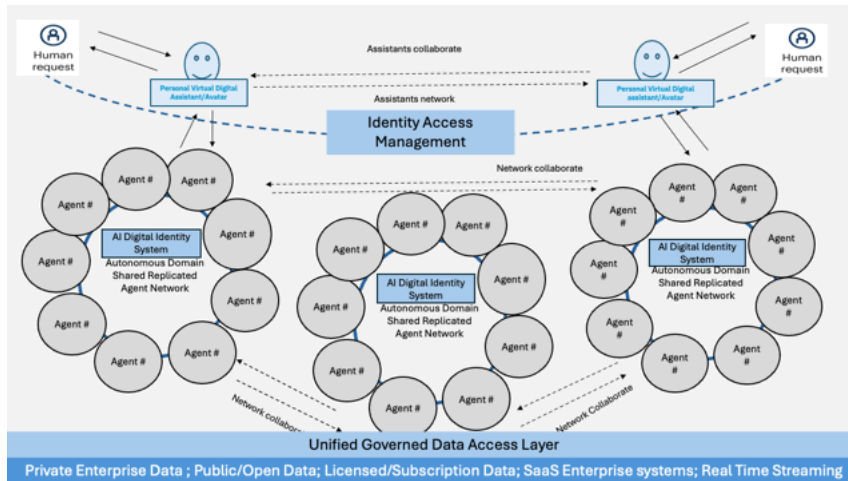 Human
request
Human
request
Assistants collaborate
Personal Virtual Digital
Assistant/Avatar
Personal Virtual Digital
assistant/Avatar
Assistants network
Identity Access
Management
Network collaborate
Agent #
Agent #
Agent #
Agent #
Agent #
Agent #
Agent #
Agent #
Agent #
AI Digital Identity
System
Autonomous Domain
Shared Replicated
Agent Network
Agent #
Agent #
Agent #
Agent #
Agent #
Agent #
Agent #
Agent #
Agent #
AI Digital Identity
System
Autonomous Domain
Shared Replicated
Agent Network
Agent
#
Agent
#
Agent
#
Agent
#
Agent
#
Agent
#
Agent
#
Agent
#
Agent
#
AI Digital Identity
System
Autonomous Domain
Shared Replicated
Agent Network
Network collabora
Network Collaborate
Unified Governed Data Access Layer
Private Enterprise Data ; Public/Open Data; Licensed/Subscription Data; SaaS Enterprise systems; Real Time Streaming